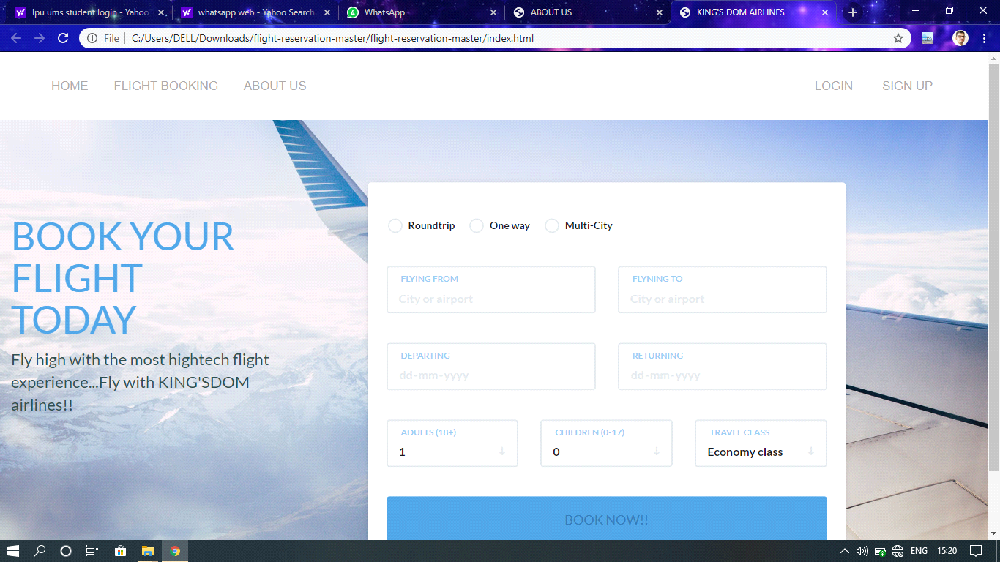 lpu ums student login - Yahoo
whatsapp web - Yahoo Search
4 WhatsApp
ABOUT US
KING'S DOM AIRLINES
File C:/Users/DELL/Downloads/flight-reservation-master/flight-reservation-master/index.html
HOME FLIGHT BOOKING ABOUT US LOGIN SIGN UP
BOOK YOUR
FLIGHT
TODAY
Fly high with the most hightech flight
experience...Fly with KING'SDOM
airlines!!
Roundtrip One way Multi-City
FLYING FROM
City or airport
FLYNING TO
City or airport
DEPARTING
dd-mm-yyyy
RETURNING
dd-mm-yyyy
ADULTS (18+)
1
CHILDREN (0-17)
0
TRAVEL CLASS
Economy class
BOOK NOW!!
ENG 15:20